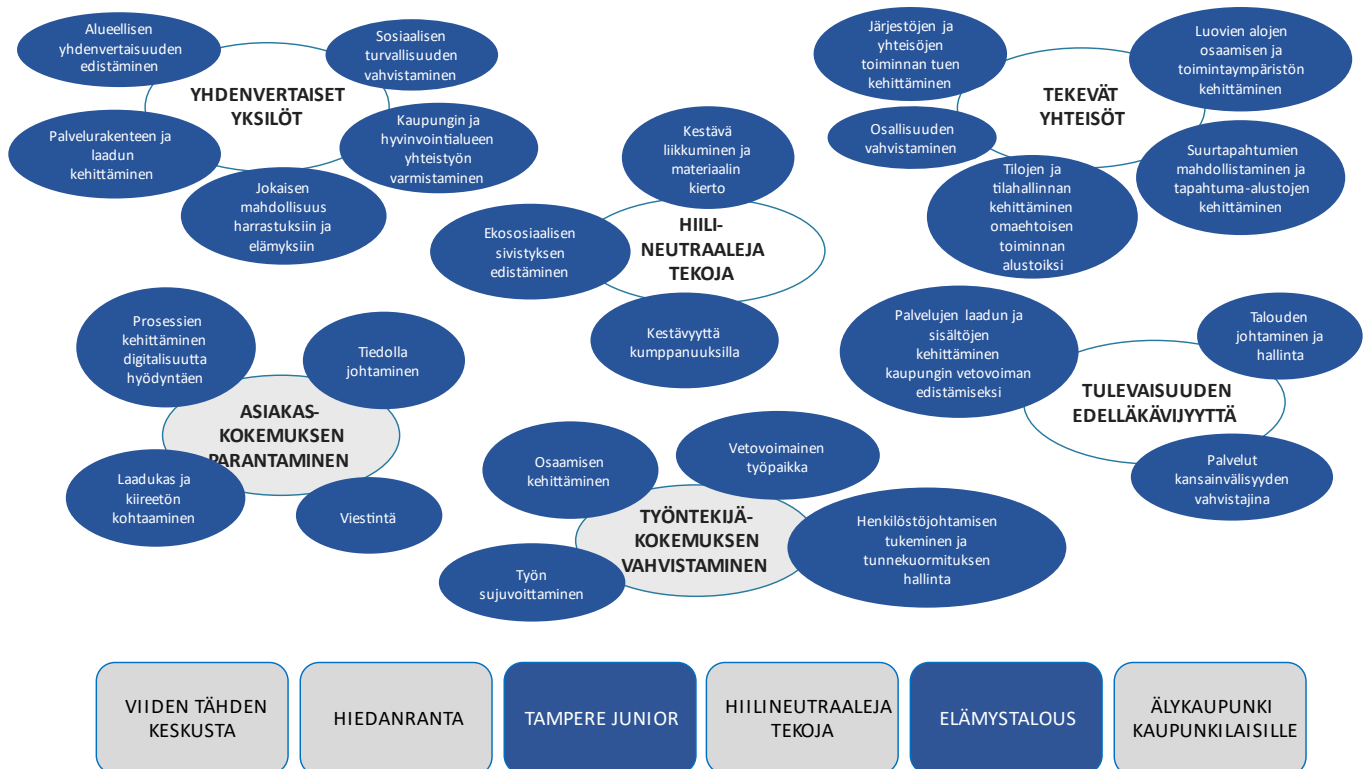 Alueellisen
yhdenvertaisuuden
edistäminen
Sosiaalisen
turvallisuuden
vahvistaminen
YHDENVERTAISET
YKSILÖT
Palvelurakenteen ja
laadun
kehittäminen
Kaupungin ja
hyvinvointialueen
yhteistyön
varmistaminen
Jokaisen
mahdollisuus
harrastuksiin ja
elämyksiin
Kestävä
liikkuminen ja
materiaalin
kierto
Ekososiaalisen
sivistyksen
edistäminen
HIILI-
NEUTRAALEJA
TEKOJA
Kestävyyttä
kumppanuuksilla
Järjestöjen ja
yhteisöjen
toiminnan tuen
kehittäminen
Luovien alojen
osaamisen ja
toimintaympäristön
kehittäminen
TEKEVÄT
YHTEISÖT
Osallisuuden
vahvistaminen
Suurtapahtumien
mahdollistaminen ja
tapahtuma-alustojen
kehittäminen
Tilojen ja
tilahallinnan
kehittäminen
omaehtoisen
toiminnan
alustoiksi
Prosessien
kehittäminen
digitalisuutta
hyödyntäen
Tiedolla
johtaminen
ASIAKAS-
KOKEMUKSEN
PARANTAMINEN
Laadukas ja
kiireetön
kohtaaminen
Viestintä
Osaamisen
kehittäminen
Vetovoimainen
työpaikka
TYÖNTEKIJÄ-
KOKEMUKSEN
VAHVISTAMINEN
Työn
sujuvoittaminen
Henkilöstöjohtamisen
tukeminen ja
tunnekuormituksen
hallinta
Palvelujen laadun ja
sisältöjen
kehittäminen
kaupungin vetovoiman
edistämiseksi
Talouden
johtaminen ja
hallinta
TULEVAISUUDEN
EDELLÄKÄVIJYYTTÄ
Palvelut
kansainvälisyyden
vahvistajina
VIIDEN TÄHDEN
KESKUSTA
HIEDANRANTA
TAMPERE JUNIOR
HIILINEUTRAALEJA
TEKOJA
ELÄMYSTALOUS
ÄLYKAUPUNKI
KAUPUNKILAISILLE